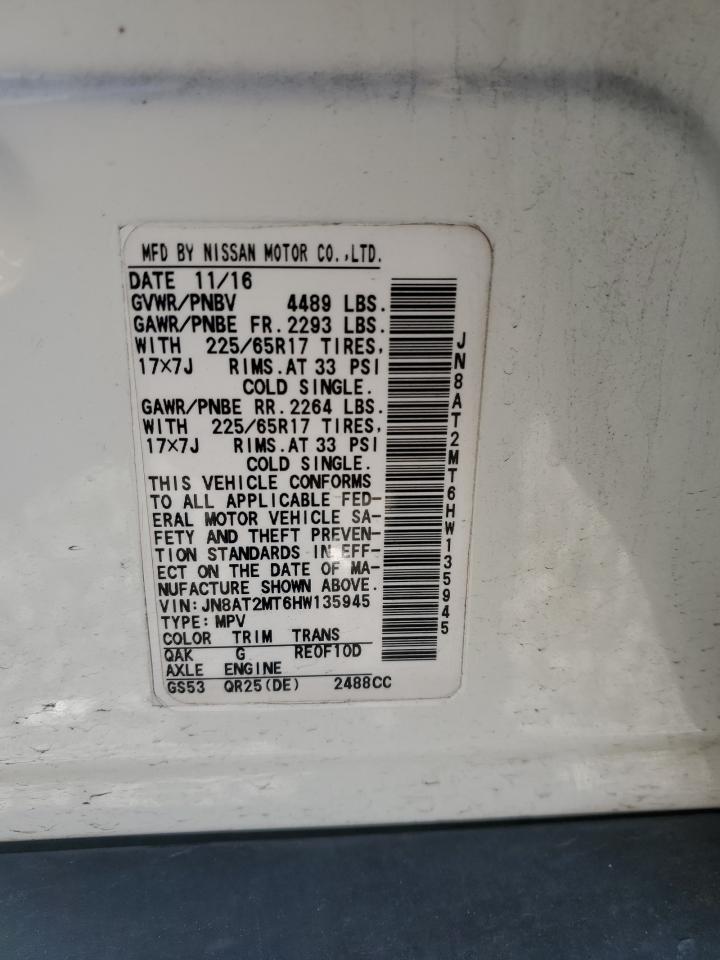 MFD BY NISSAN MOTOR CO.,LTD.
DATE 11/16
GVWR/PNBV 4489 LBS.
GAWR/PNBE FR. 2293 LBS.
WITH 225/65R17 TIRES,
17×7J RIMS. AT 33 PSI
COLD SINGLE.
GAWR/PNBE RR. 2264 LBS.
WITH 225/65R17 TIRES,
17×7J RIMS. AT 33 PSI
COLD SINGLE.
THIS VEHICLE CONFORMS
TO ALL APPLICABLE FED-
ERAL MOTOR VEHICLE SA-
FETY AND THEFT PREVEN-
TION STANDARDS IN EFF-
ECT ON THE DATE OF MA-
NUFACTURE SHOWN ABOVE.
VIN:JN8AT2MT6HW135945
TYPE:MPV
COLOR TRIM TRANS
QAK G RE0F10D
AXLE ENGINE
GS53 QR25(DE) 2488CC
JN8AT2MT6HW135945